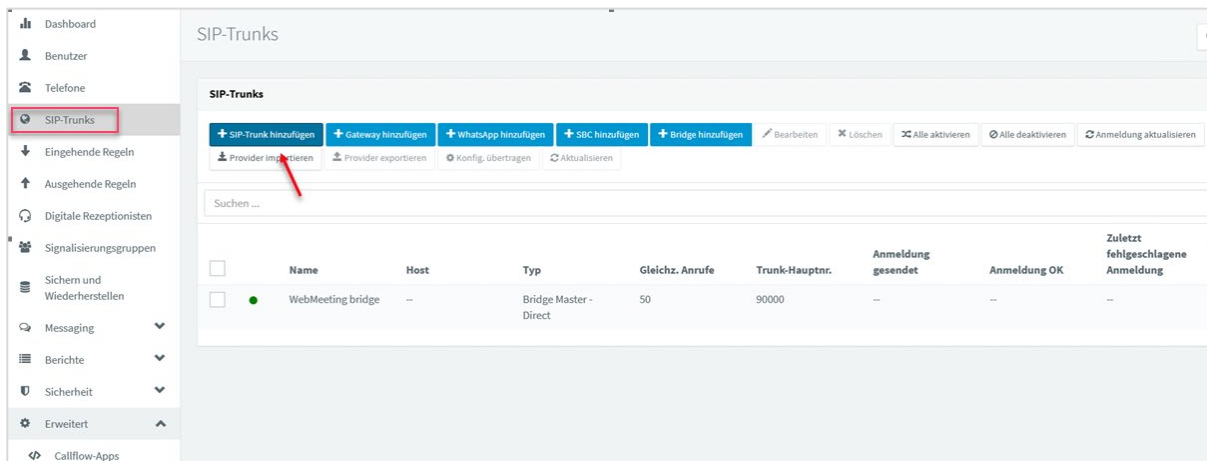 Dashboard
Benutzer
Telefone
SIP-Trunks
Eingehende Regeln
Ausgehende Regeln
Digitale Rezeptionisten
Signalisierungsgruppen
Sichern und
Wiederherstellen
Messaging
Berichte
Sicherheit
Erweitert
Callflow-Apps
SIP-Trunks
SIP-Trunks
SIP-Trunk hinzufügen Gateway hinzufügen WhatsApp hinzufügen SBC hinzufügen Bridge hinzufügen Bearbeiten Löschen Alle aktivieren Alle deaktivieren Anmeldung aktualisieren
Provider importieren Provider exportieren Konfig. übertragen Aktualisieren
Suchen ...
Name Host Typ Gleichz. Anrufe Trunk-Hauptnr. Anmeldung
gesendet Anmeldung OK Zuletzt
fehlgeschlagene
Anmeldung
WebMeeting bridge -- Bridge Master -
Direct 50 90000 -- -- --